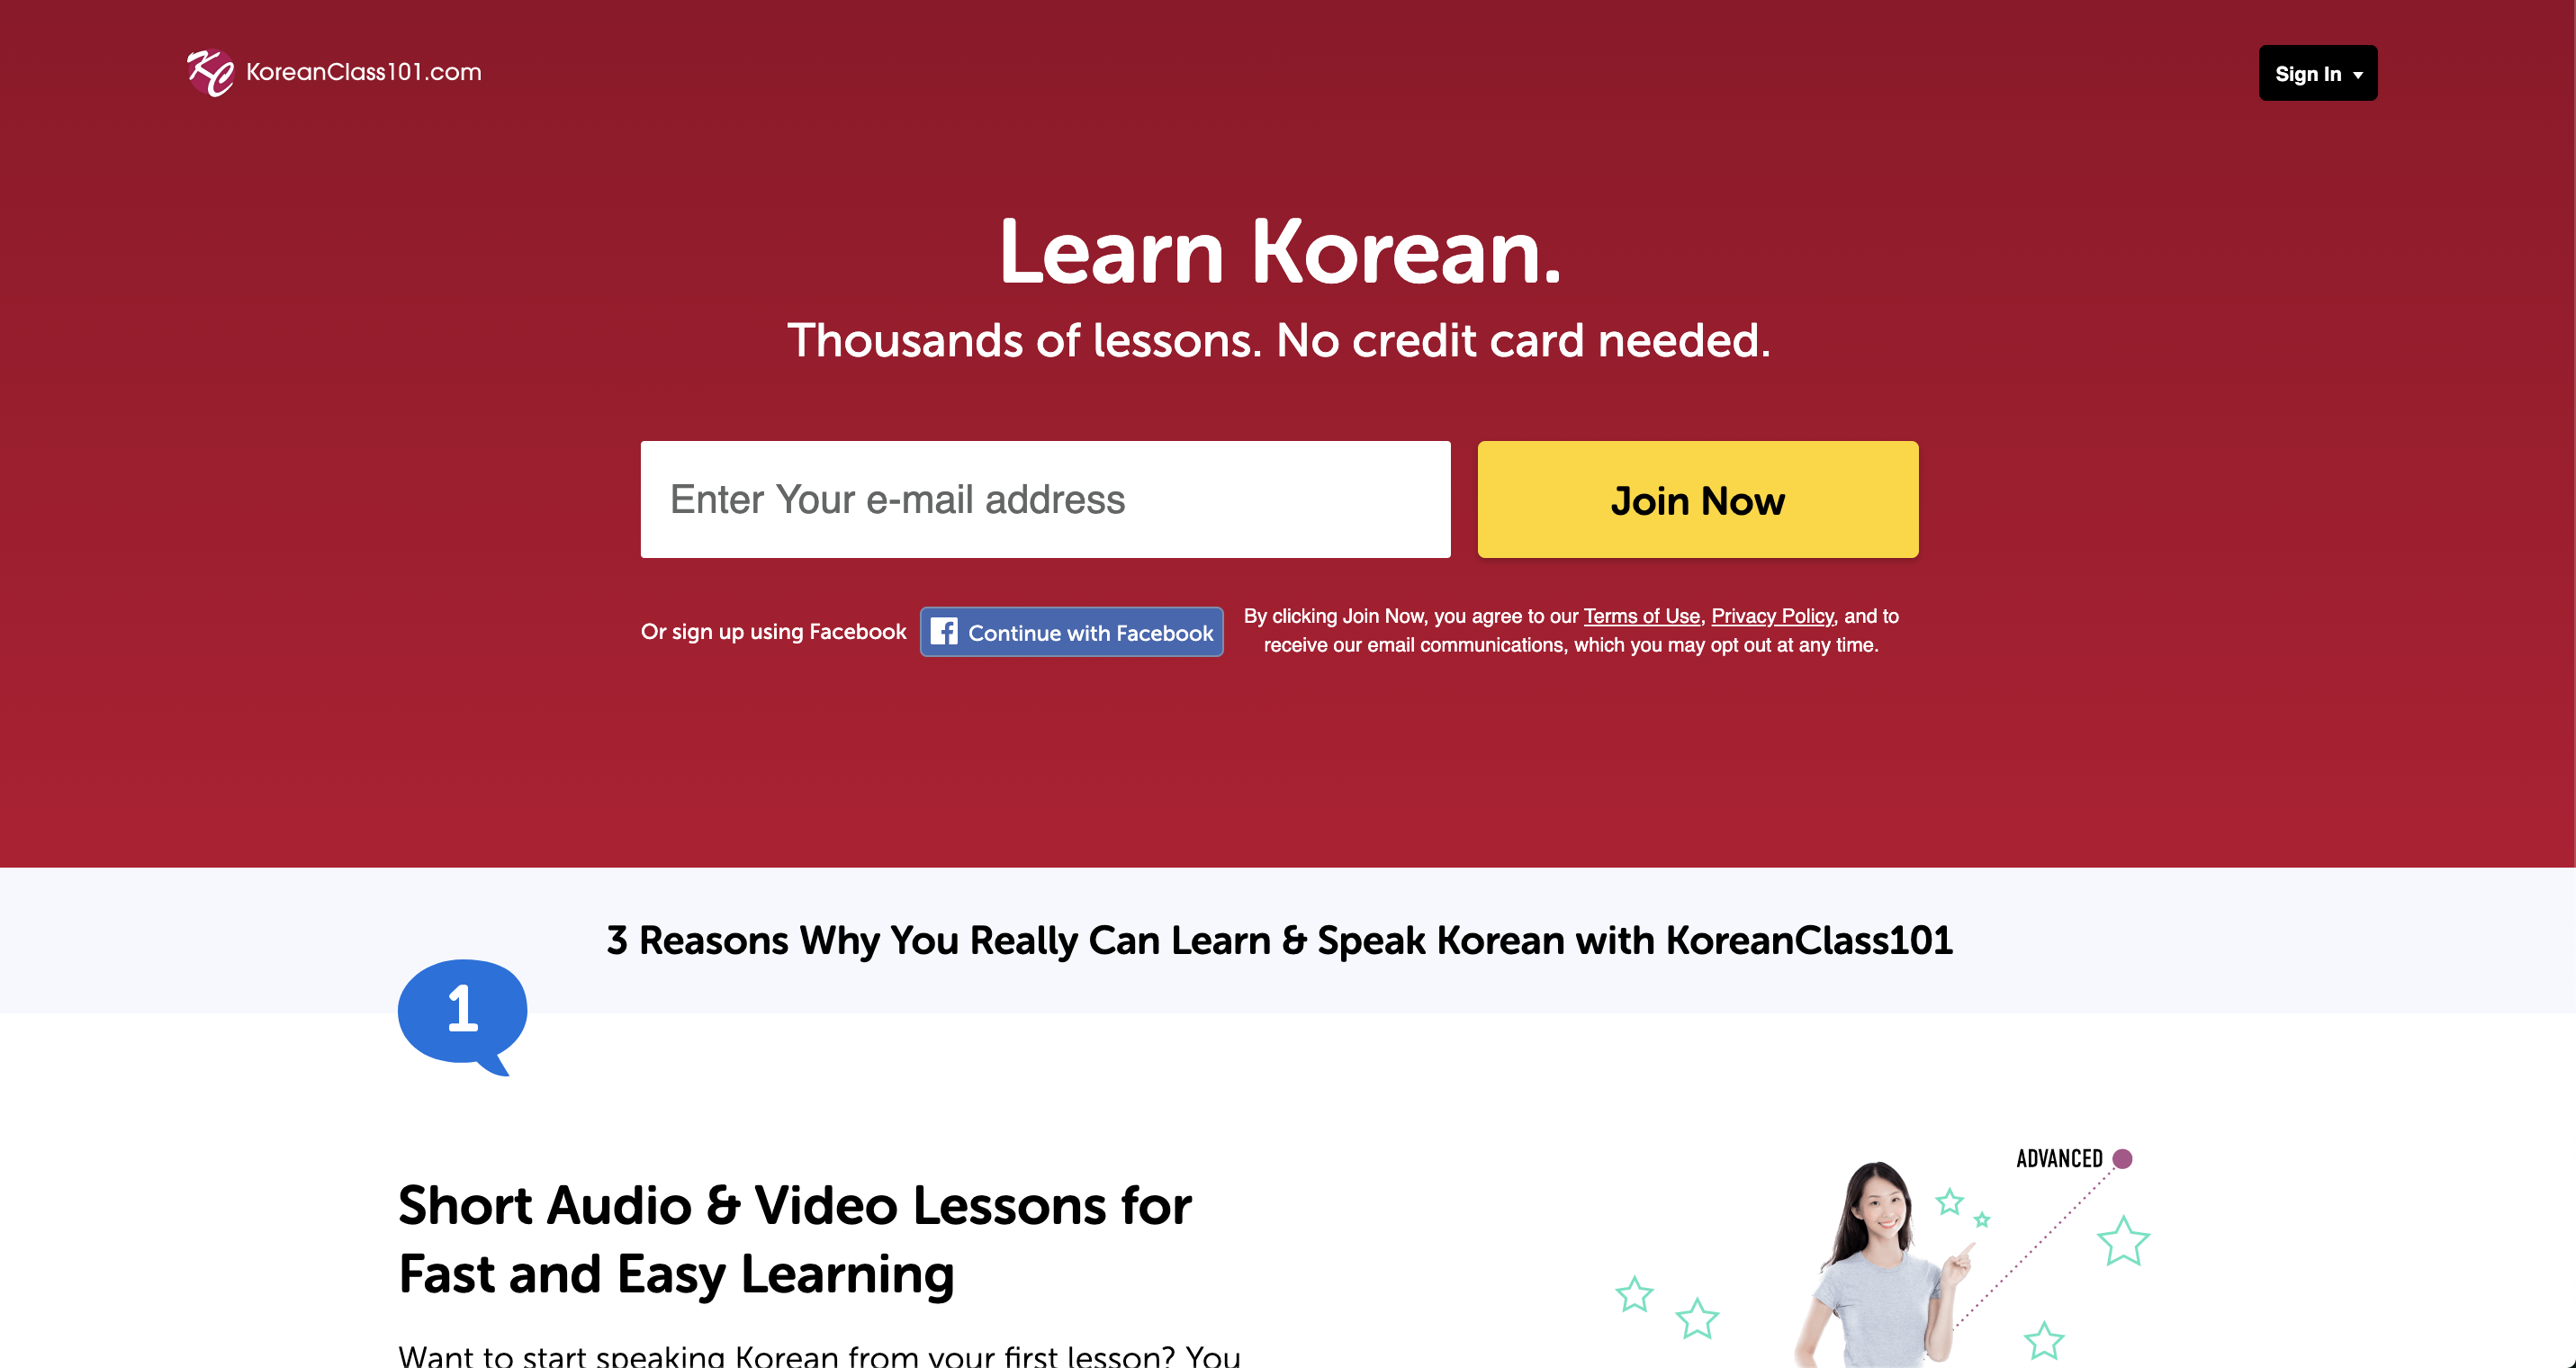 KC KoreanClass101.com
Sign In
Learn Korean.
Thousands of lessons. No credit card needed.
Enter Your e-mail address
Join Now
Or sign up using Facebook
Continue with Facebook
By clicking Join Now, you agree to our Terms of Use, Privacy Policy, and to
receive our email communications, which you may opt out at any time.
3 Reasons Why You Really Can Learn & Speak Korean with KoreanClass101
1
Short Audio & Video Lessons for
Fast and Easy Learning
Want to start speaking Korean from your first lesson? You
ADVANCED